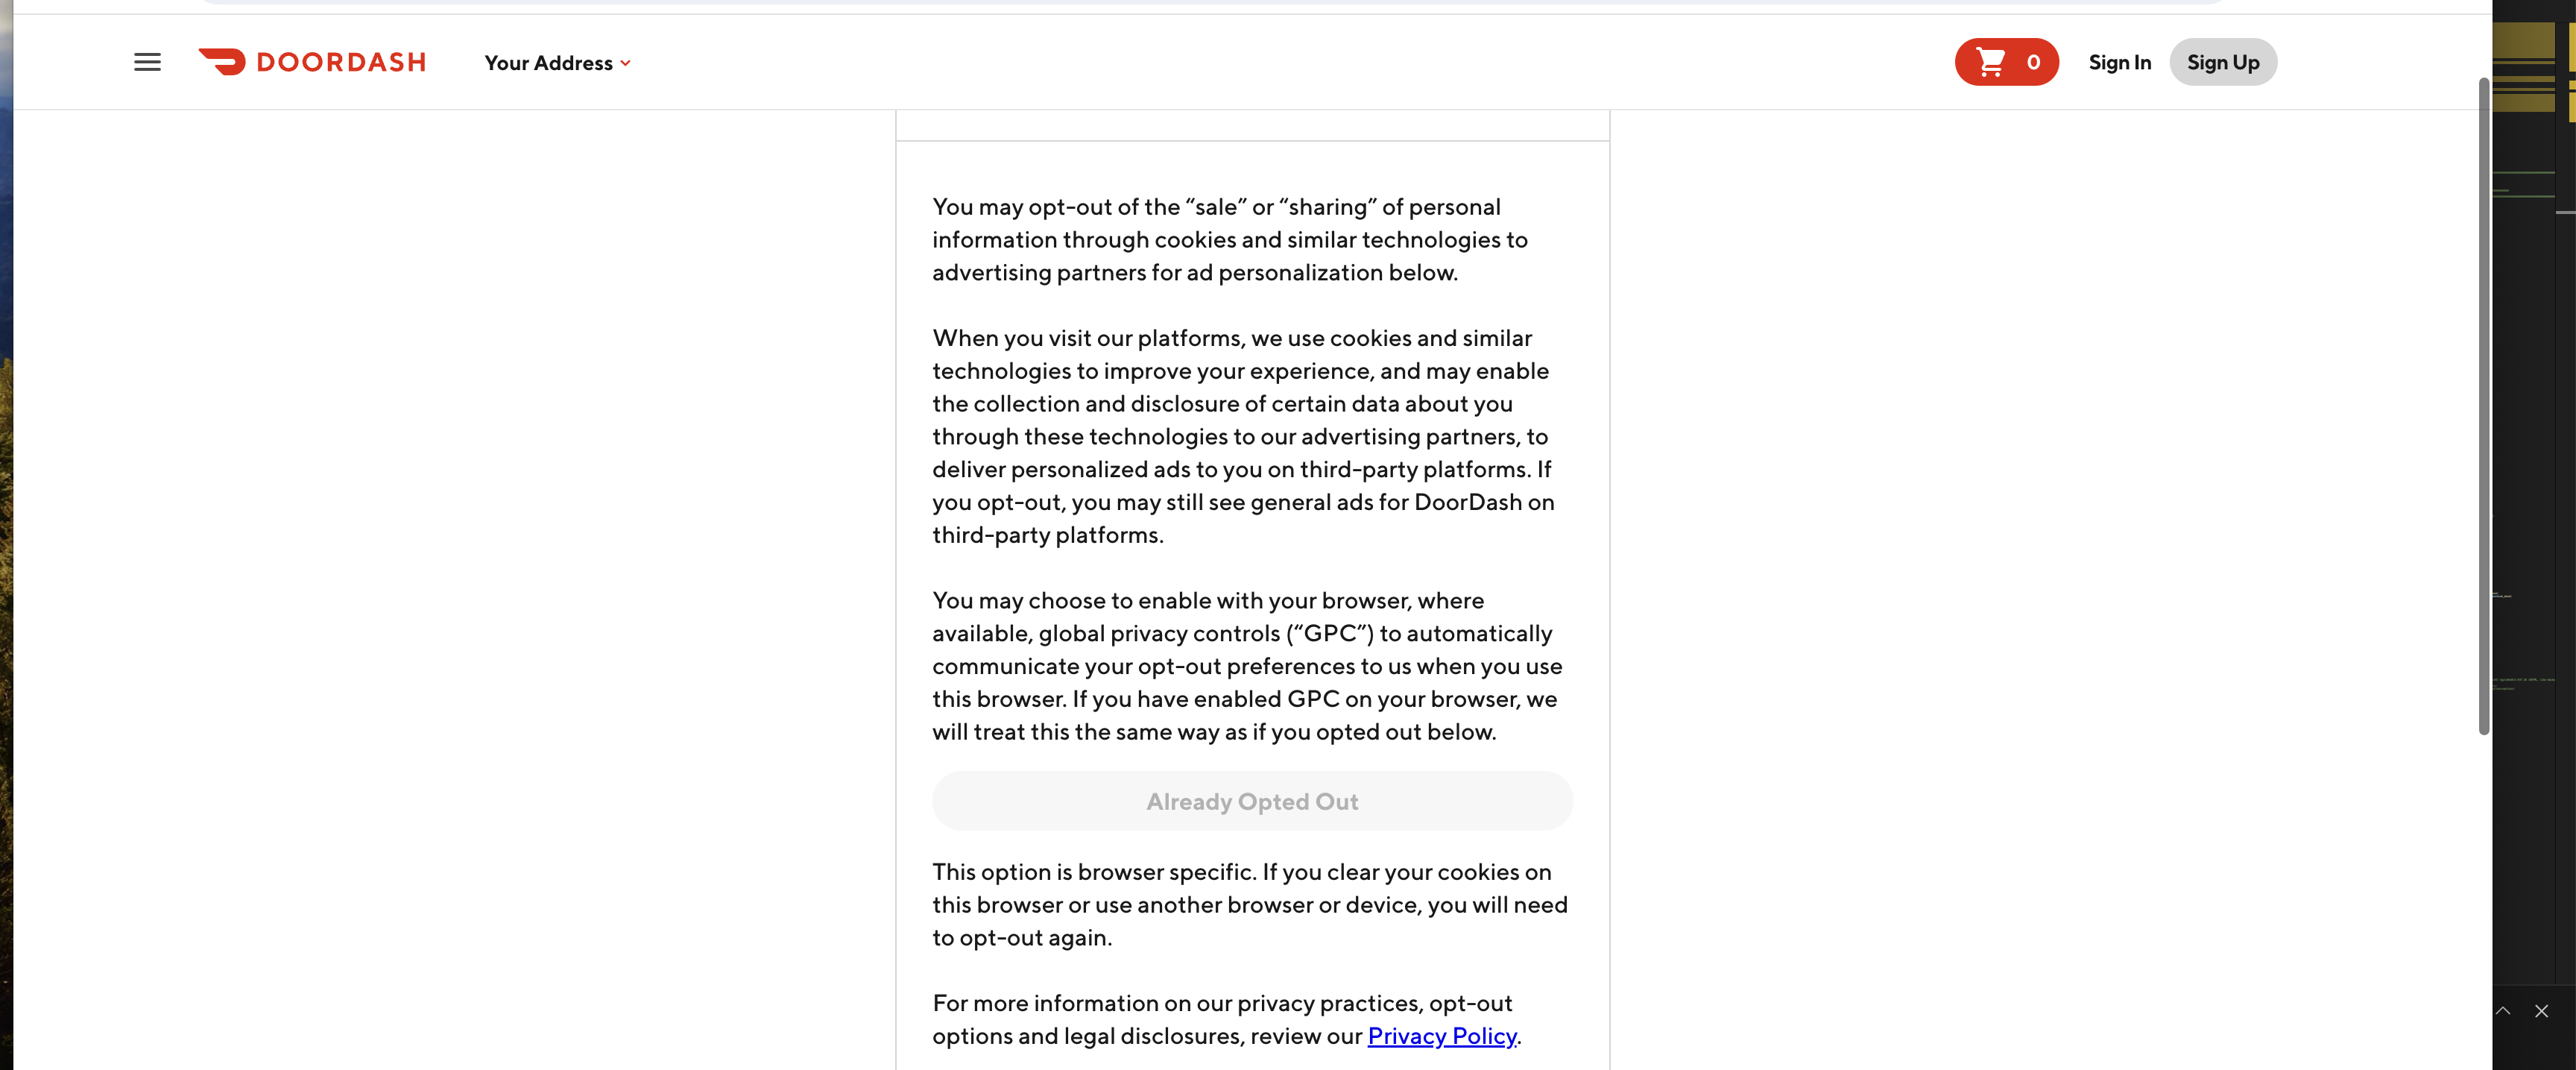 DOORDASH
Your Address
0
Sign In
Sign Up
You may opt-out of the “sale” or “sharing” of personal
information through cookies and similar technologies to
advertising partners for ad personalization below.
When you visit our platforms, we use cookies and similar
technologies to improve your experience, and may enable
the collection and disclosure of certain data about you
through these technologies to our advertising partners, to
deliver personalized ads to you on third-party platforms. If
you opt-out, you may still see general ads for DoorDash on
third-party platforms.
You may choose to enable with your browser, where
available, global privacy controls (“GPC”) to automatically
communicate your opt-out preferences to us when you use
this browser. If you have enabled GPC on your browser, we
will treat this the same way as if you opted out below.
Already Opted Out
This option is browser specific. If you clear your cookies on
this browser or use another browser or device, you will need
to opt-out again.
For more information on our privacy practices, opt-out
options and legal disclosures, review our Privacy Policy.